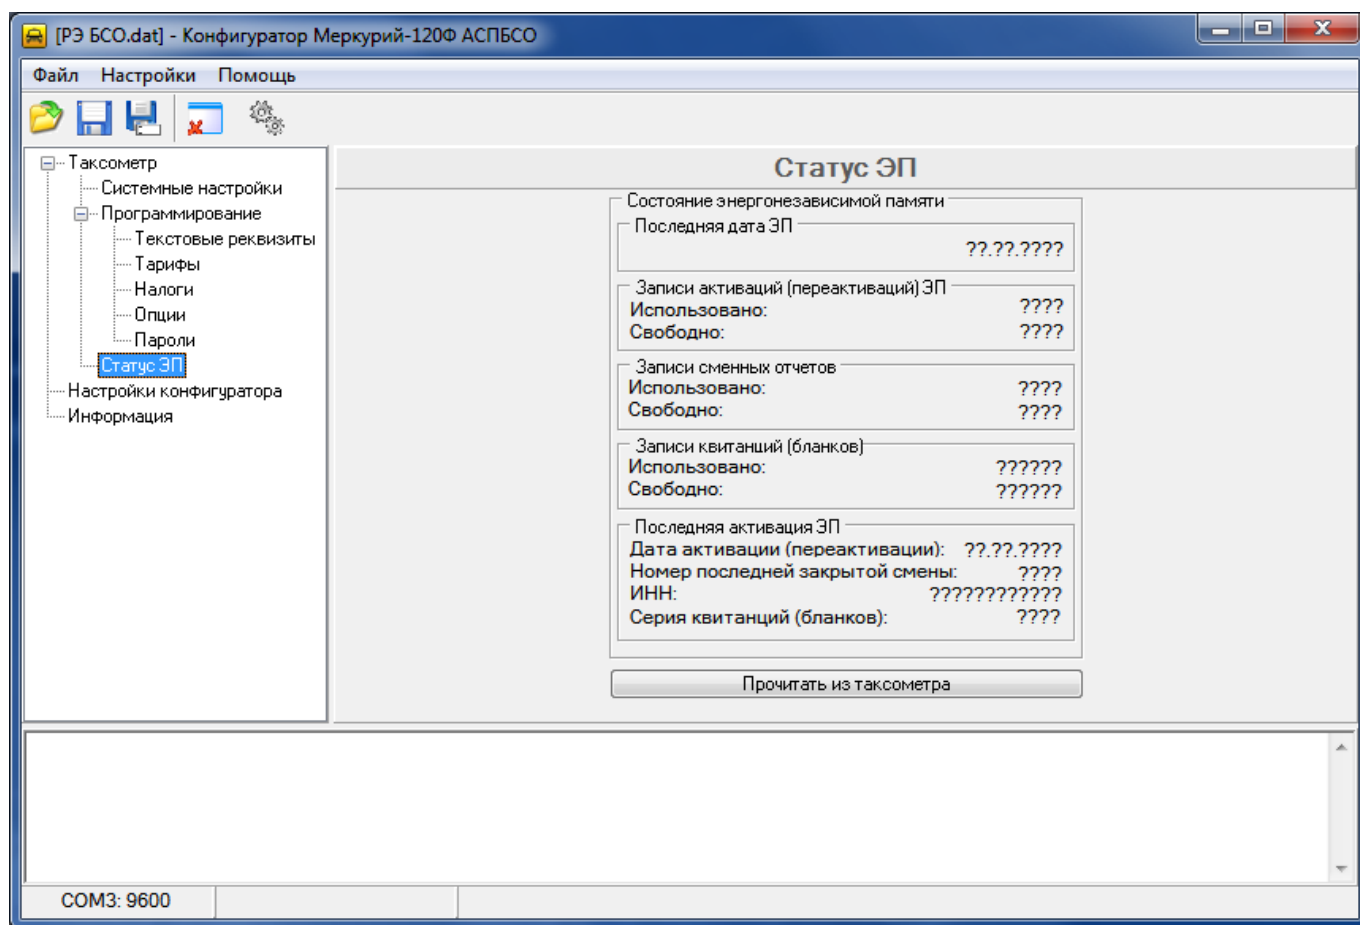 [РЭ БСО.dat] - Конфигуратор Меркурий-120Ф АСПБСО
Файл Настройки Помощь
Таксометр
Системные настройки
Программирование
Текстовые реквизиты
Тарифы
Налоги
Опции
Пароли
Статус ЭП
Настройки конфигуратора
Информация
Статус ЭП
Состояние энергонезависимой памяти
Последняя дата ЭП
??.??.????
Записи активаций (переактиваций) ЭП
Использовано: ????
Свободно: ????
Записи сменных отчетов
Использовано: ????
Свободно: ????
Записи квитанций (бланков)
Использовано: ??????
Свободно: ??????
Последняя активация ЭП
Дата активации (переактивации): ??.??.????
Номер последней закрытой смены: ????
ИНН: ????????????
Серия квитанций (бланков): ????
Прочитать из таксометра
COM3: 9600